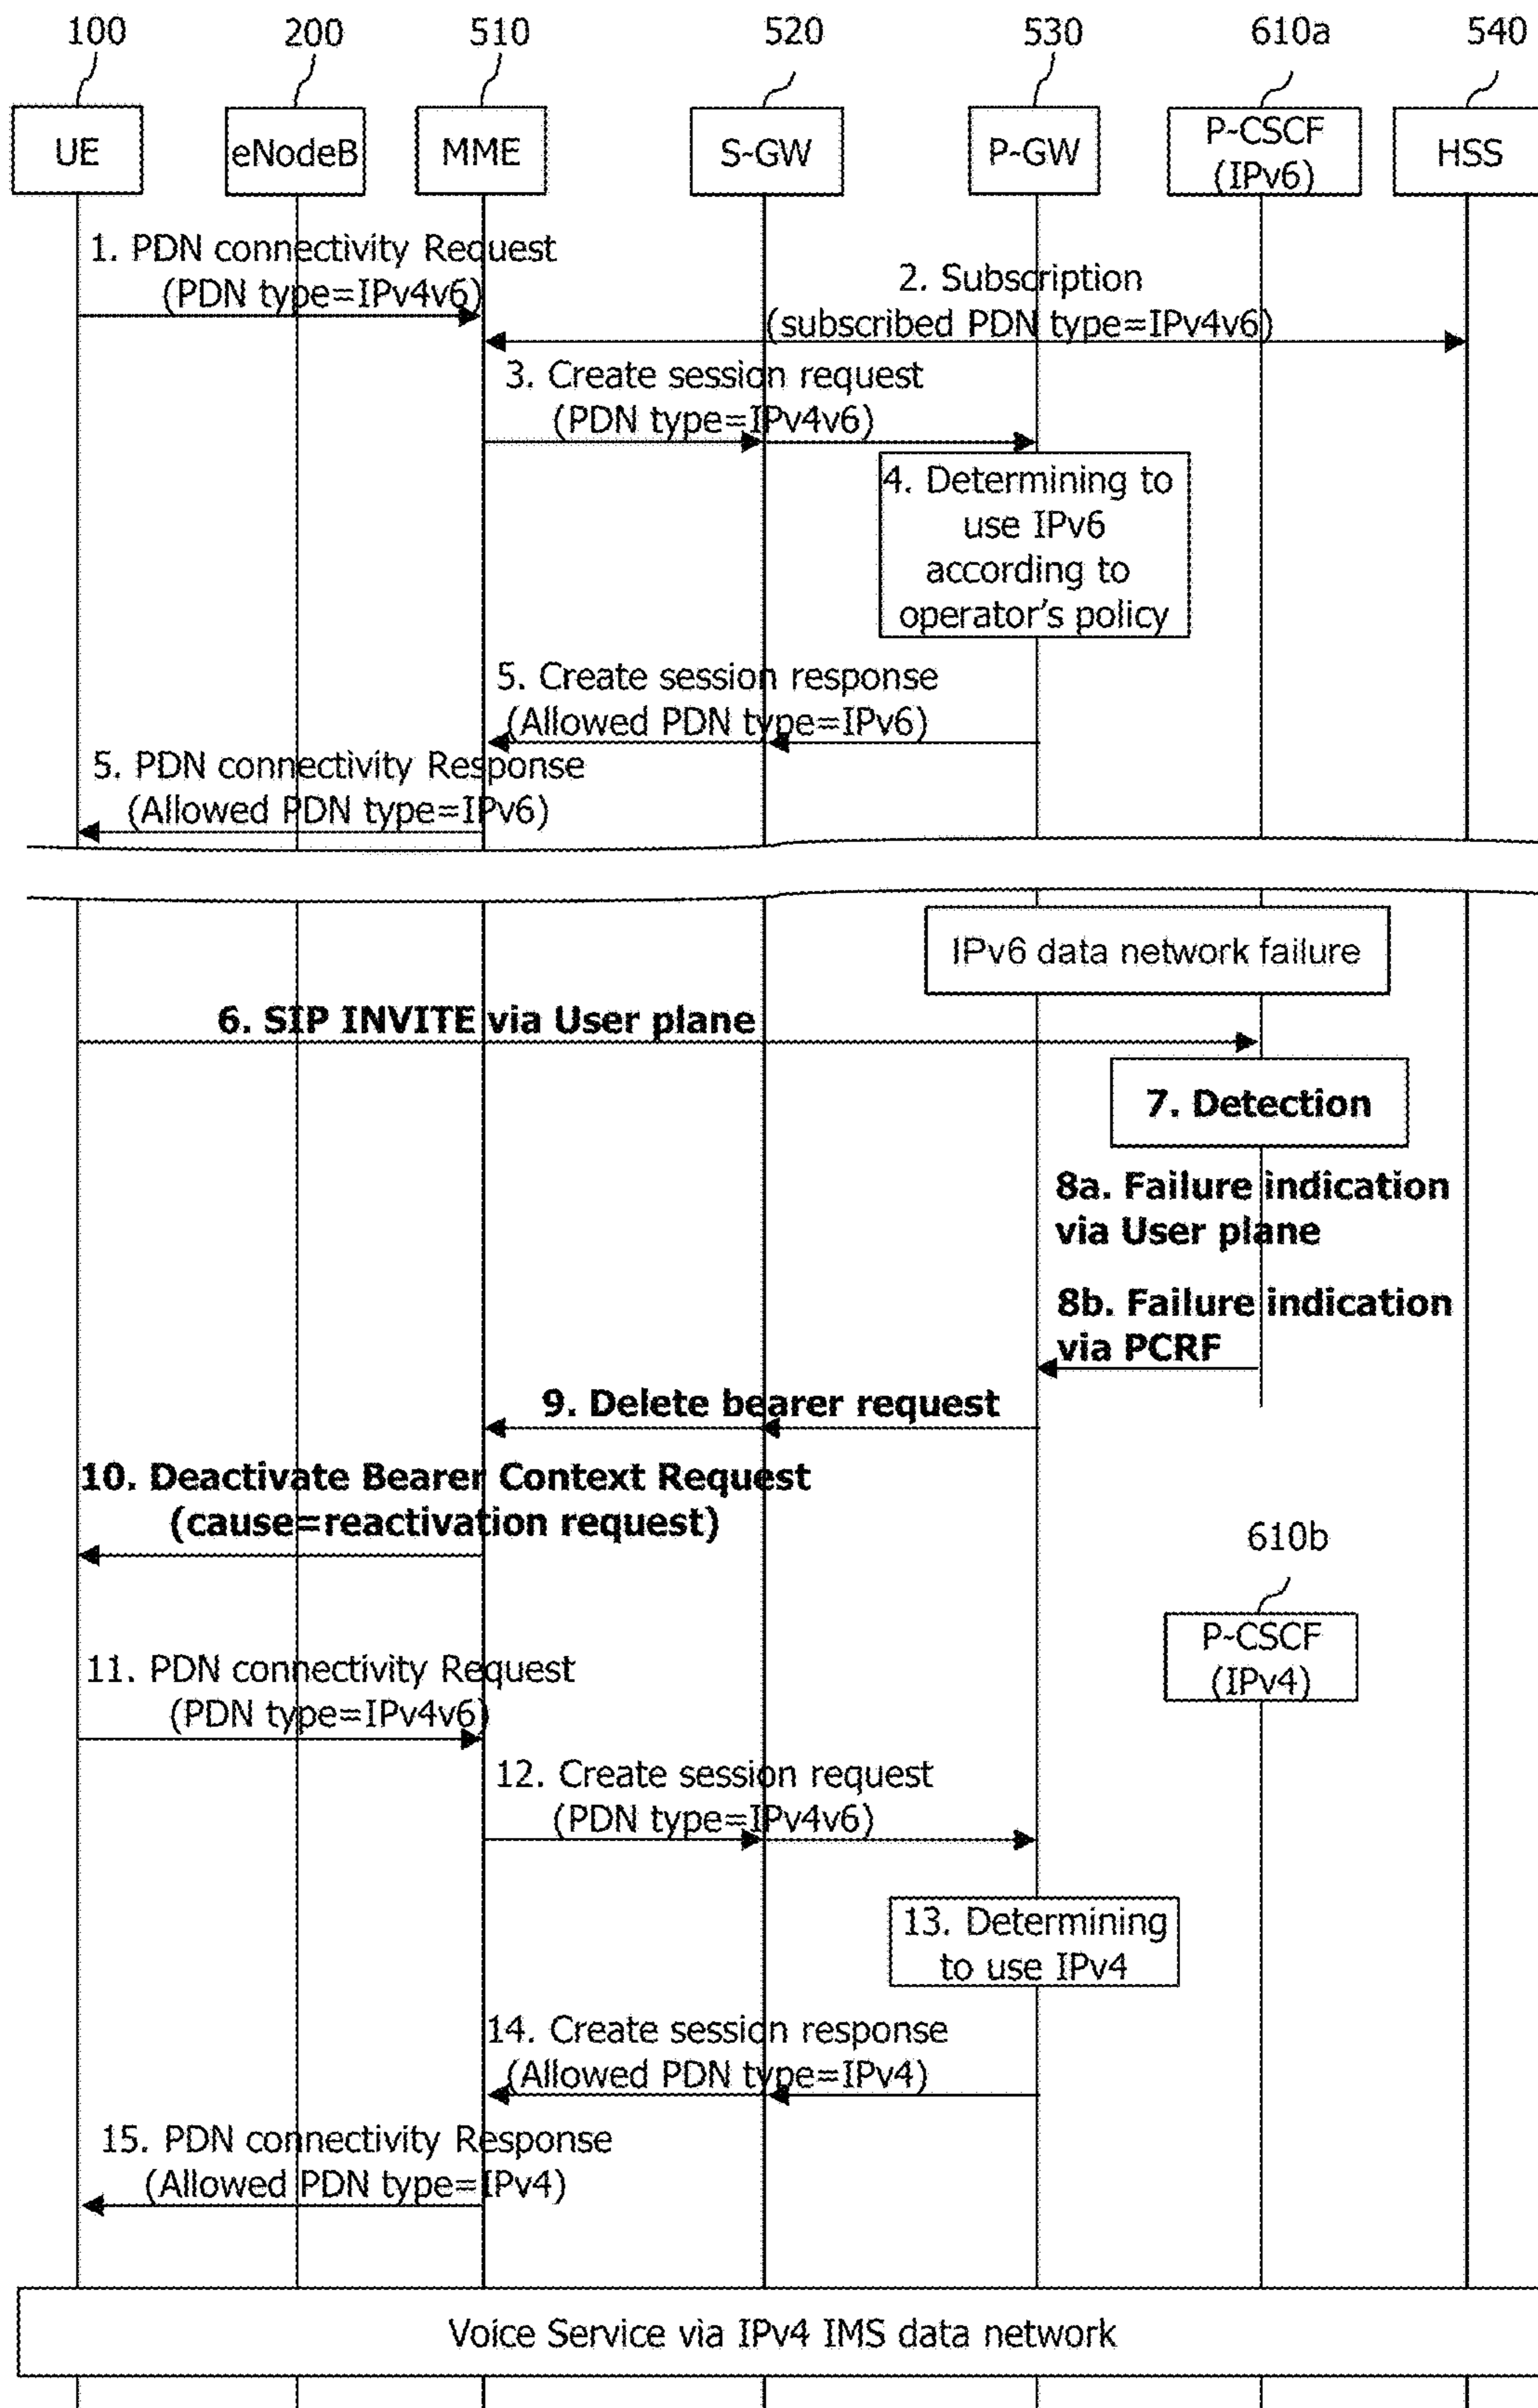 100
200
510
520
530
610a
540
UE
eNodeB
MME
S-GW
P-GW
P-CSCF
(IPv6)
HSS
1. PDN connectivity Request
(PDN type=IPv4v6)
2. Subscription
(subscribed PDN type=IPv4v6)
3. Create session request
(PDN type=IPv4v6)
4. Determining to
use IPv6
according to
operator's policy
5. Create session response
(Allowed PDN type=IPv6)
5. PDN connectivity Response
(Allowed PDN type=IPv6)
IPv6 data network failure
6. SIP INVITE via User plane
7. Detection
8a. Failure indication
via User plane
8b. Failure indication
via PCRF
9. Delete bearer request
10. Deactivate Bearer Context Request
(cause=reactivation request)
610b
P-CSCF
(IPv4)
11. PDN connectivity Request
(PDN type=IPv4v6)
12. Create session request
(PDN type=IPv4v6)
13. Determining
to use IPv4
14. Create session response
(Allowed PDN type=IPv4)
15. PDN connectivity Response
(Allowed PDN type=IPv4)
Voice Service via IPv4 IMS data network